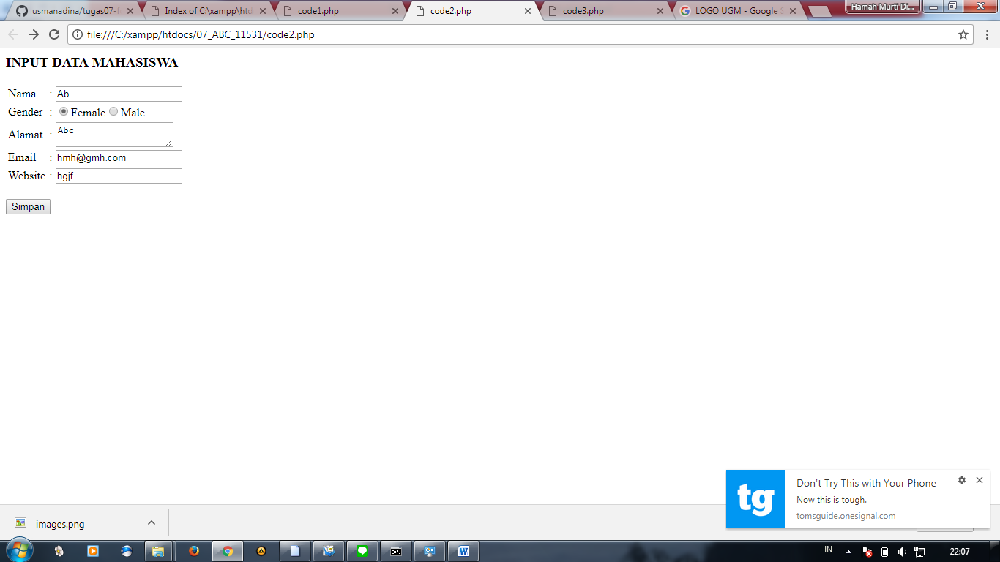 usmanadina/tugas07-f
Index of C:\xampp\htd
code1.php
code2.php
code3.php
LOGO UGM - Google S
Hamah Murti Di...
file:///C:/xampp/htdocs/07_ABC_11531/code2.php
INPUT DATA MAHASISWA
Nama : Ab
Gender : Female Male
Alamat : Abc
Email : hmh@gmh.com
Website : hgjf
Simpan
tg
Don't Try This with Your Phone
Now this is tough.
tomsguide.onesignal.com
images.png
C:\.
W
IN
22:07